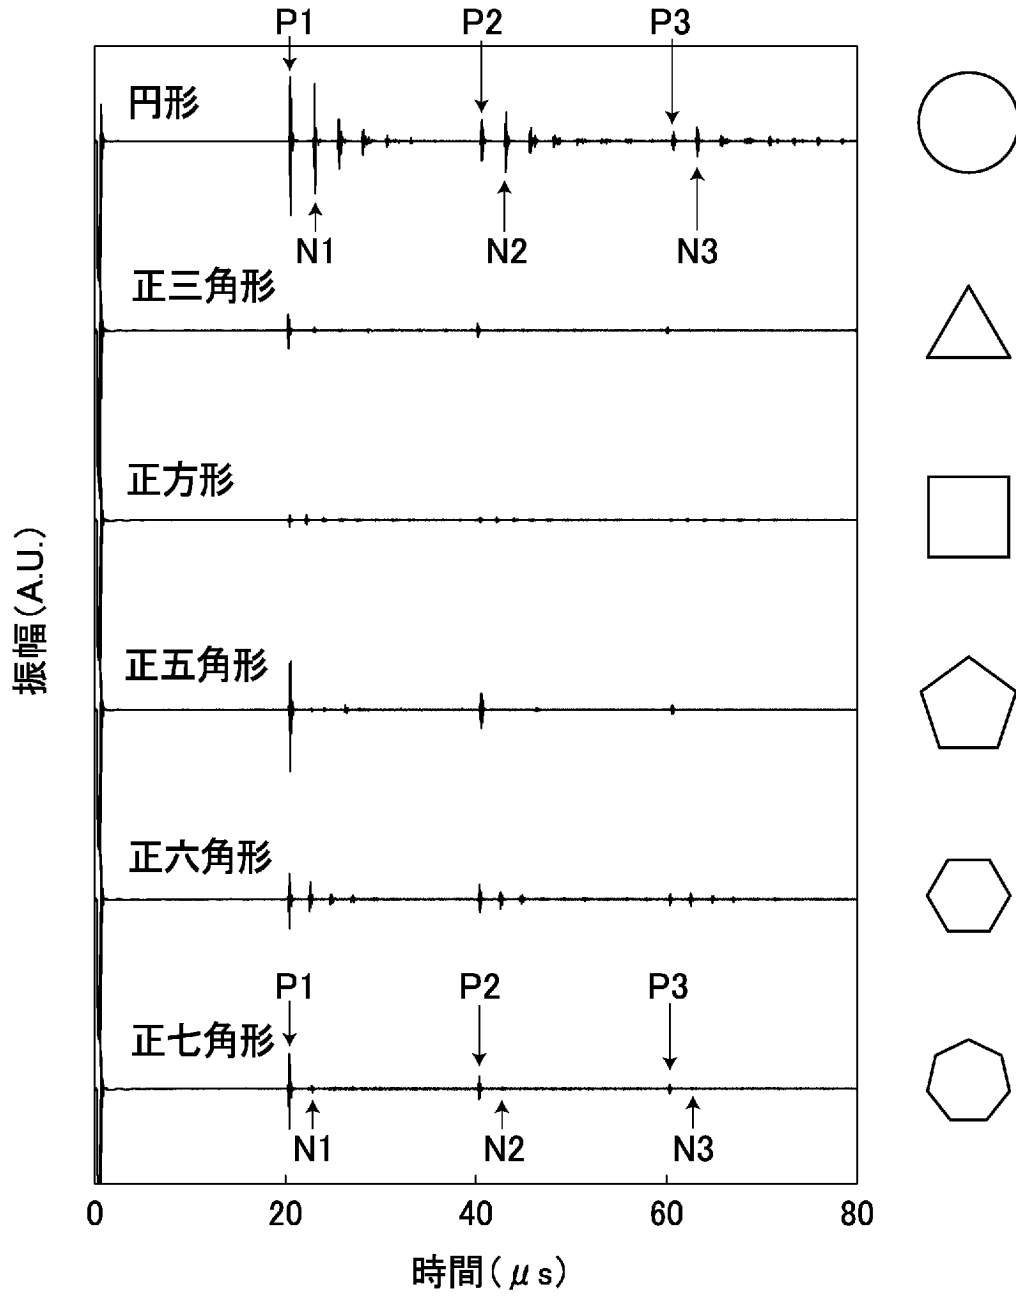 P1 P2 P3
円形
N1 N2 N3
正三角形
正方形
正五角形
正六角形
P1 P2 P3
正七角形
N1 N2 N3
0 20 40 60 80
時間(μs)
振幅(A.U.)